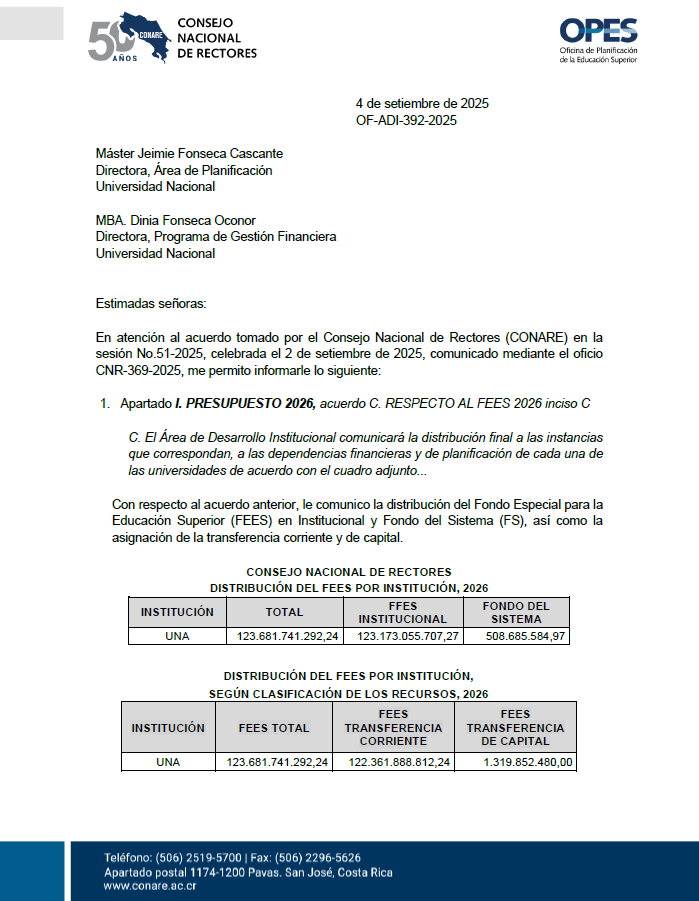 50
AÑOS
CONARE
CONSEJO
NACIONAL
DE RECTORES
OPES
Oficina de Planificación
de la Educación Superior
4 de setiembre de 2025
OF-ADI-392-2025
Máster Jeimie Fonseca Cascante
Directora, Área de Planificación
Universidad Nacional
MBA. Dinia Fonseca Oconor
Directora, Programa de Gestión Financiera
Universidad Nacional
Estimadas señoras:
En atención al acuerdo tomado por el Consejo Nacional de Rectores (CONARE) en la
sesión No.51-2025, celebrada el 2 de setiembre de 2025, comunicado mediante el oficio
CNR-369-2025, me permito informarle lo siguiente:
1. Apartado I. PRESUPUESTO 2026, acuerdo C. RESPECTO AL FEES 2026 inciso C
C. El Área de Desarrollo Institucional comunicará la distribución final a las instancias
que correspondan, a las dependencias financieras y de planificación de cada una de
las universidades de acuerdo con el cuadro adjunto...
Con respecto al acuerdo anterior, le comunico la distribución del Fondo Especial para la
Educación Superior (FEES) en Institucional y Fondo del Sistema (FS), así como la
asignación de la transferencia corriente y de capital.
CONSEJO NACIONAL DE RECTORES
DISTRIBUCIÓN DEL FEES POR INSTITUCIÓN, 2026
INSTITUCIÓN TOTAL FFES INSTITUCIONAL FONDO DEL SISTEMA
UNA 123.681.741.292,24 123.173.055.707,27 508.685.584,97
DISTRIBUCIÓN DEL FEES POR INSTITUCIÓN,
SEGÚN CLASIFICACIÓN DE LOS RECURSOS, 2026
INSTITUCIÓN FEES TOTAL FEES TRANSFERENCIA CORRIENTE FEES TRANSFERENCIA DE CAPITAL
UNA 123.681.741.292,24 122.361.888.812,24 1.319.852.480,00
Teléfono: (506) 2519-5700 | Fax: (506) 2296-5626
Apartado postal 1174-1200 Pavas. San José, Costa Rica
www.conare.ac.cr